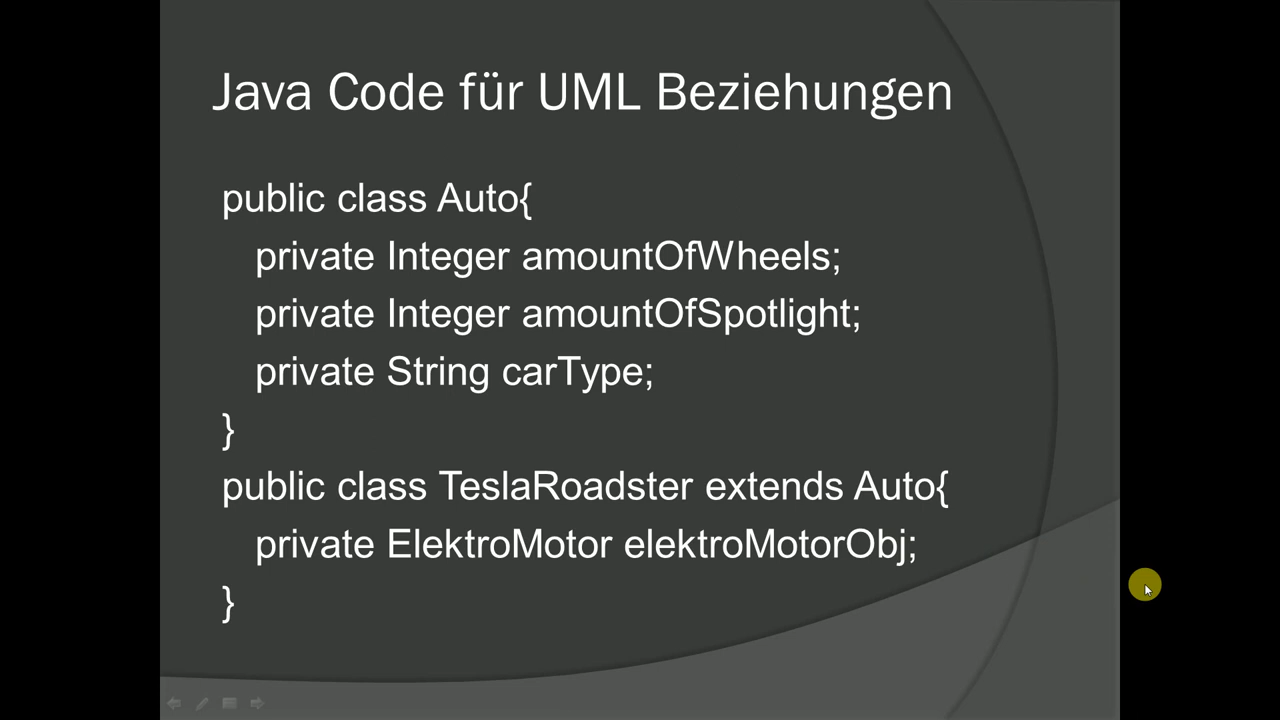 Java Code für UML Beziehungen
public class Auto{
private Integer amountOfWheels;
private Integer amountOfSpotlight;
private String carType;
}
public class TeslaRoadster extends Auto{
private ElektroMotor elektroMotorObj;
}